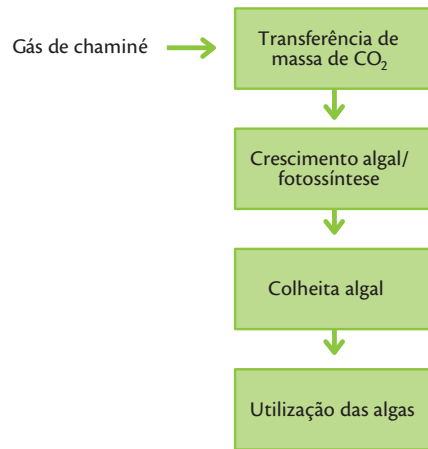 Gás de chaminé
Transferência de
massa de CO₂
Crescimento algal/
fotossíntese
Colheita algal
Utilização das algas